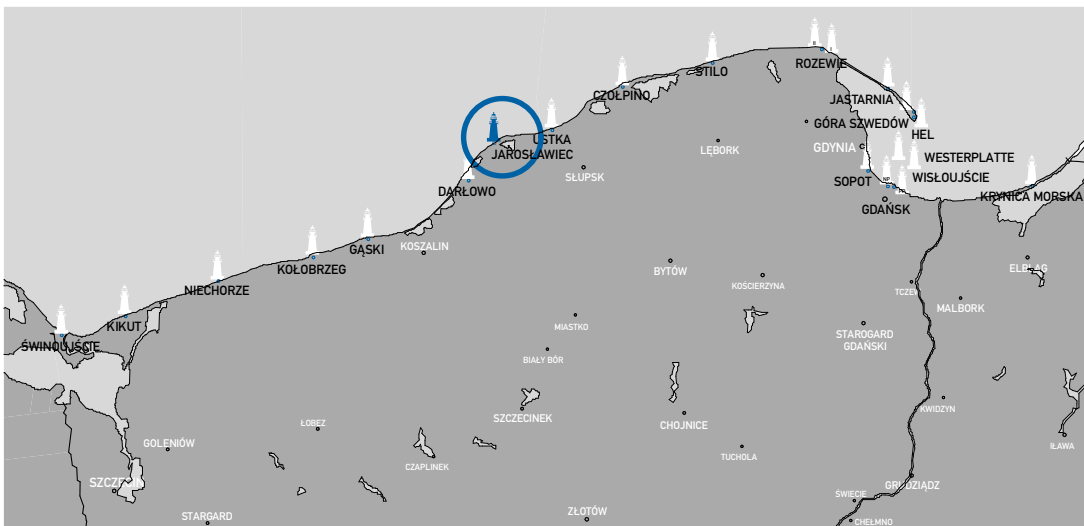 ROZEWIE
STILO
CZOŁPINO
JASTARNIA
GÓRA SZWEDÓW
HEL
USTKA
JAROSŁAWIEC
LĘBORK
GDYNIA
WESTERPLATTE
SŁUPSK
SOPOT
WISŁOUJŚCIE
DARŁOWO
NP
GDAŃSK
KRYNICA MORSKA
KOSZALIN
GĄSKI
KOŁOBRZEG
BYTÓW
ELBLĄG
KOŚCIERZYNA
NIECHORZE
TCZEW
MALBORK
KIKUT
MIASTKO
STAROGARD
GDAŃSKI
ŚWINOUJŚCIE
BIAŁY BÓR
SZCZECINEK
CHOJNICE
KWIDZYN
ŁOBEZ
GOLENIÓW
IŁAWA
TUCHOLA
CZAPLINEK
SZCZECIN
GRUDZIĄDZ
ŚWIECIE
STARGARD
ZŁOTÓW
CHEŁMNO